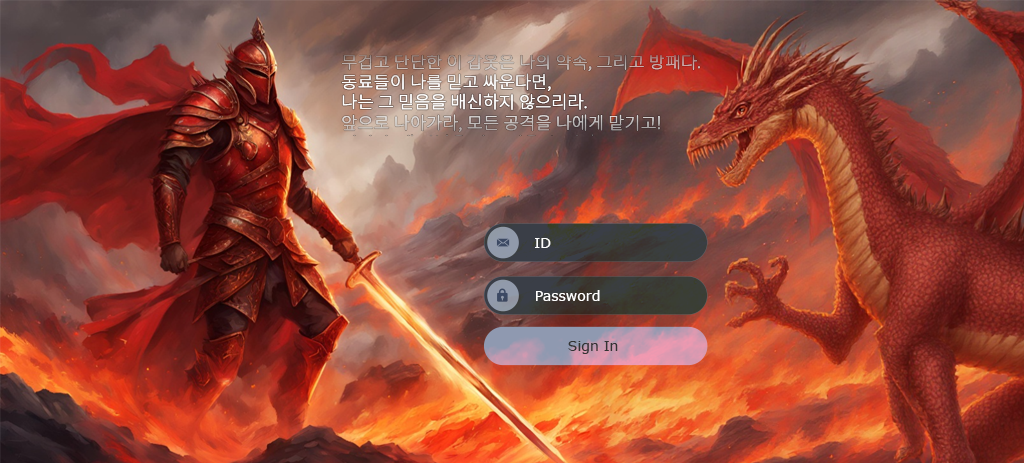 무겁고 단단한 이 갑옷은 나의 약속, 그리고 방패다.
동료들이 나를 믿고 싸운다면,
나는 그 믿음을 배신하지 않으리라.
앞으로 나아가라, 모든 공격을 나에게 맡기고!
ID
Password
Sign In